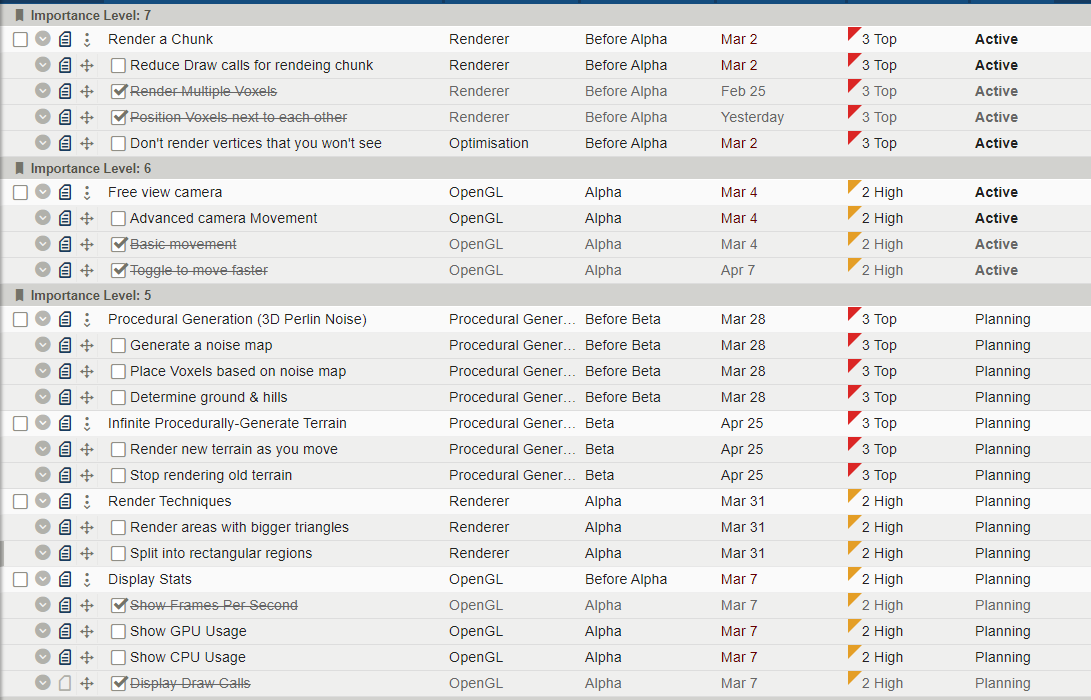 Importance Level: 7
Render a Chunk Renderer Before Alpha Mar 2 3 Top Active
Reduce Draw calls for rendeing chunk Renderer Before Alpha Mar 2 3 Top Active
Render Multiple Voxels Renderer Before Alpha Feb 25 3 Top Active
Position Voxels next to each other Renderer Before Alpha Yesterday 3 Top Active
Don't render vertices that you won't see Optimisation Before Alpha Mar 2 3 Top Active
Importance Level: 6
Free view camera OpenGL Alpha Mar 4 2 High Active
Advanced camera Movement OpenGL Alpha Mar 4 2 High Active
Basic movement OpenGL Alpha Mar 4 2 High Active
Toggle to move faster OpenGL Alpha Apr 7 2 High Active
Importance Level: 5
Procedural Generation (3D Perlin Noise) Procedural Gener... Before Beta Mar 28 3 Top Planning
Generate a noise map Procedural Gener... Before Beta Mar 28 3 Top Planning
Place Voxels based on noise map Procedural Gener... Before Beta Mar 28 3 Top Planning
Determine ground & hills Procedural Gener... Before Beta Mar 28 3 Top Planning
Infinite Procedurally-Generate Terrain Procedural Gener... Beta Apr 25 3 Top Planning
Render new terrain as you move Procedural Gener... Beta Apr 25 3 Top Planning
Stop rendering old terrain Procedural Gener... Beta Apr 25 3 Top Planning
Render Techniques Renderer Alpha Mar 31 2 High Planning
Render areas with bigger triangles Renderer Alpha Mar 31 2 High Planning
Split into rectangular regions Renderer Alpha Mar 31 2 High Planning
Display Stats OpenGL Before Alpha Mar 7 2 High Planning
Show Frames Per Second OpenGL Alpha Mar 7 2 High Planning
Show GPU Usage OpenGL Alpha Mar 7 2 High Planning
Show CPU Usage OpenGL Alpha Mar 7 2 High Planning
Display Draw Calls OpenGL Alpha Mar 7 2 High Planning